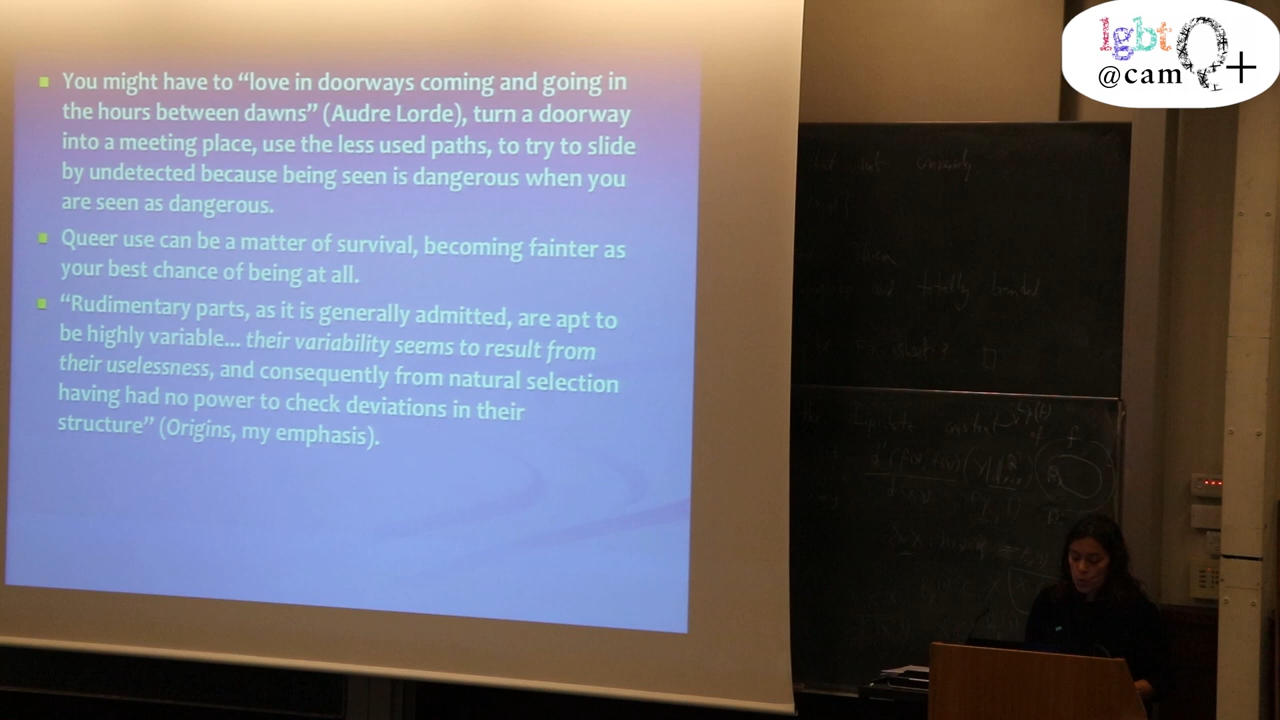 You might have to “love in doorways coming and going in
the hours between dawns” (Audre Lorde), turn a doorway
into a meeting place, use the less used paths, to try to slide
by undetected because being seen is dangerous when you
are seen as dangerous.
Queer use can be a matter of survival, becoming fainter as
your best chance of being at all.
“Rudimentary parts, as it is generally admitted, are apt to
be highly variable... their variability seems to result from
their uselessness, and consequently from natural selection
having had no power to check deviations in their
structure” (Origins, my emphasis).
lgbtQ+
@cam
totally bounded